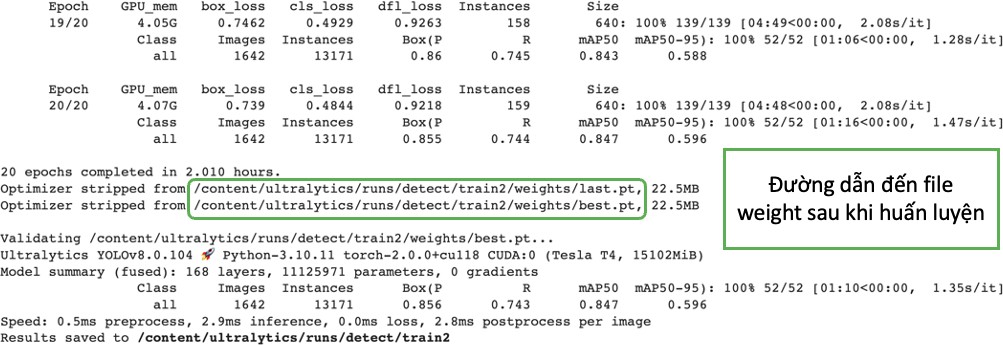 Epoch GPU_mem box_loss cls_loss dfl_loss Instances Size
19/20 4.05G 0.7462 0.4929 0.9263 158 640: 100% 139/139 [04:49<00:00, 2.08s/it]
Class Images Instances Box(P R mAP50 mAP50-95): 100% 52/52 [01:06<00:00, 1.28s/it]
all 1642 13171 0.86 0.745 0.843 0.588
Epoch GPU_mem box_loss cls_loss dfl_loss Instances Size
20/20 4.07G 0.739 0.4844 0.9218 159 640: 100% 139/139 [04:48<00:00, 2.08s/it]
Class Images Instances Box(P R mAP50 mAP50-95): 100% 52/52 [01:16<00:00, 1.47s/it]
all 1642 13171 0.855 0.744 0.847 0.596
20 epochs completed in 2.010 hours.
Optimizer stripped from /content/ultralytics/runs/detect/train2/weights/last.pt, 22.5MB
Optimizer stripped from /content/ultralytics/runs/detect/train2/weights/best.pt, 22.5MB
Đường dẫn đến file
weight sau khi huấn luyện
Validating /content/ultralytics/runs/detect/train2/weights/best.pt...
Ultralytics YOLOv8.0.104 🚀 Python-3.10.11 torch-2.0.0+cu118 CUDA:0 (Tesla T4, 15102MiB)
Model summary (fused): 168 layers, 11125971 parameters, 0 gradients
Class Images Instances Box(P R mAP50 mAP50-95): 100% 52/52 [01:10<00:00, 1.35s/it]
all 1642 13171 0.856 0.743 0.847 0.596
Speed: 0.5ms preprocess, 2.9ms inference, 0.0ms loss, 2.8ms postprocess per image
Results saved to /content/ultralytics/runs/detect/train2